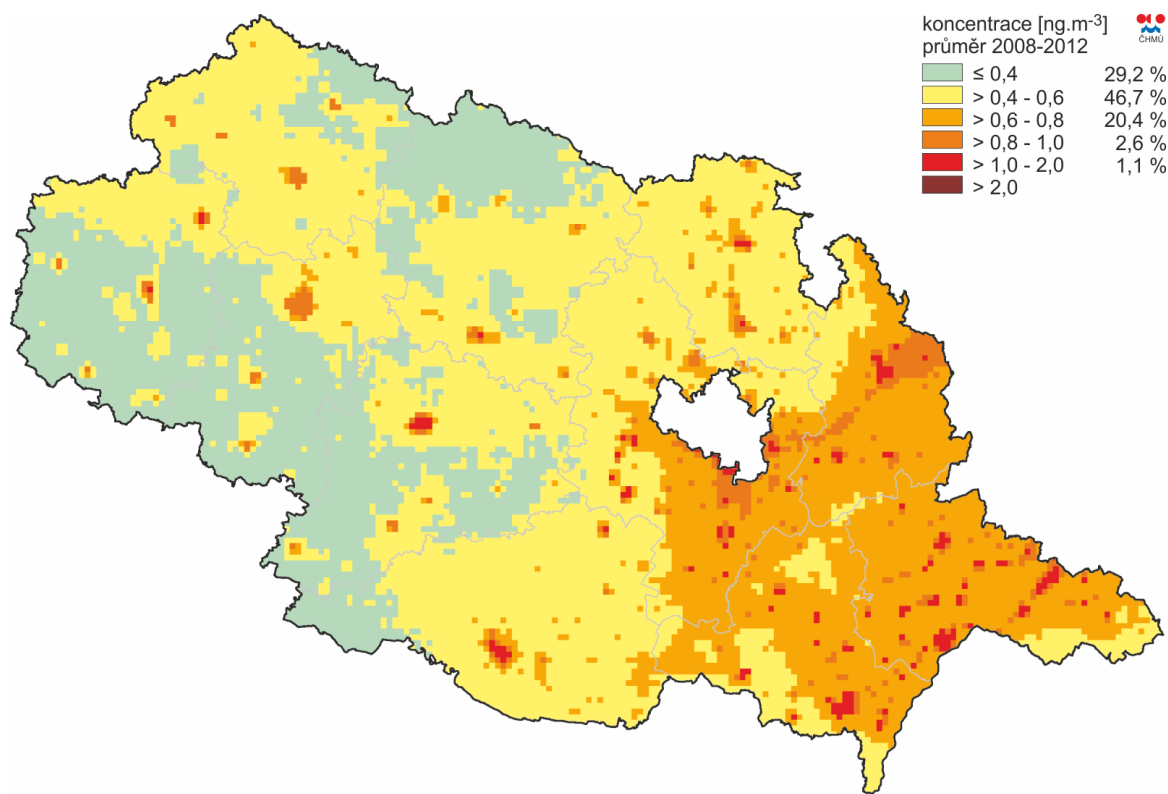 koncentrace [ng.m-3]
průměr 2008-2012
ČHMÚ
≤ 0,4 29,2 %
> 0,4 - 0,6 46,7 %
> 0,6 - 0,8 20,4 %
> 0,8 - 1,0 2,6 %
> 1,0 - 2,0 1,1 %
> 2,0